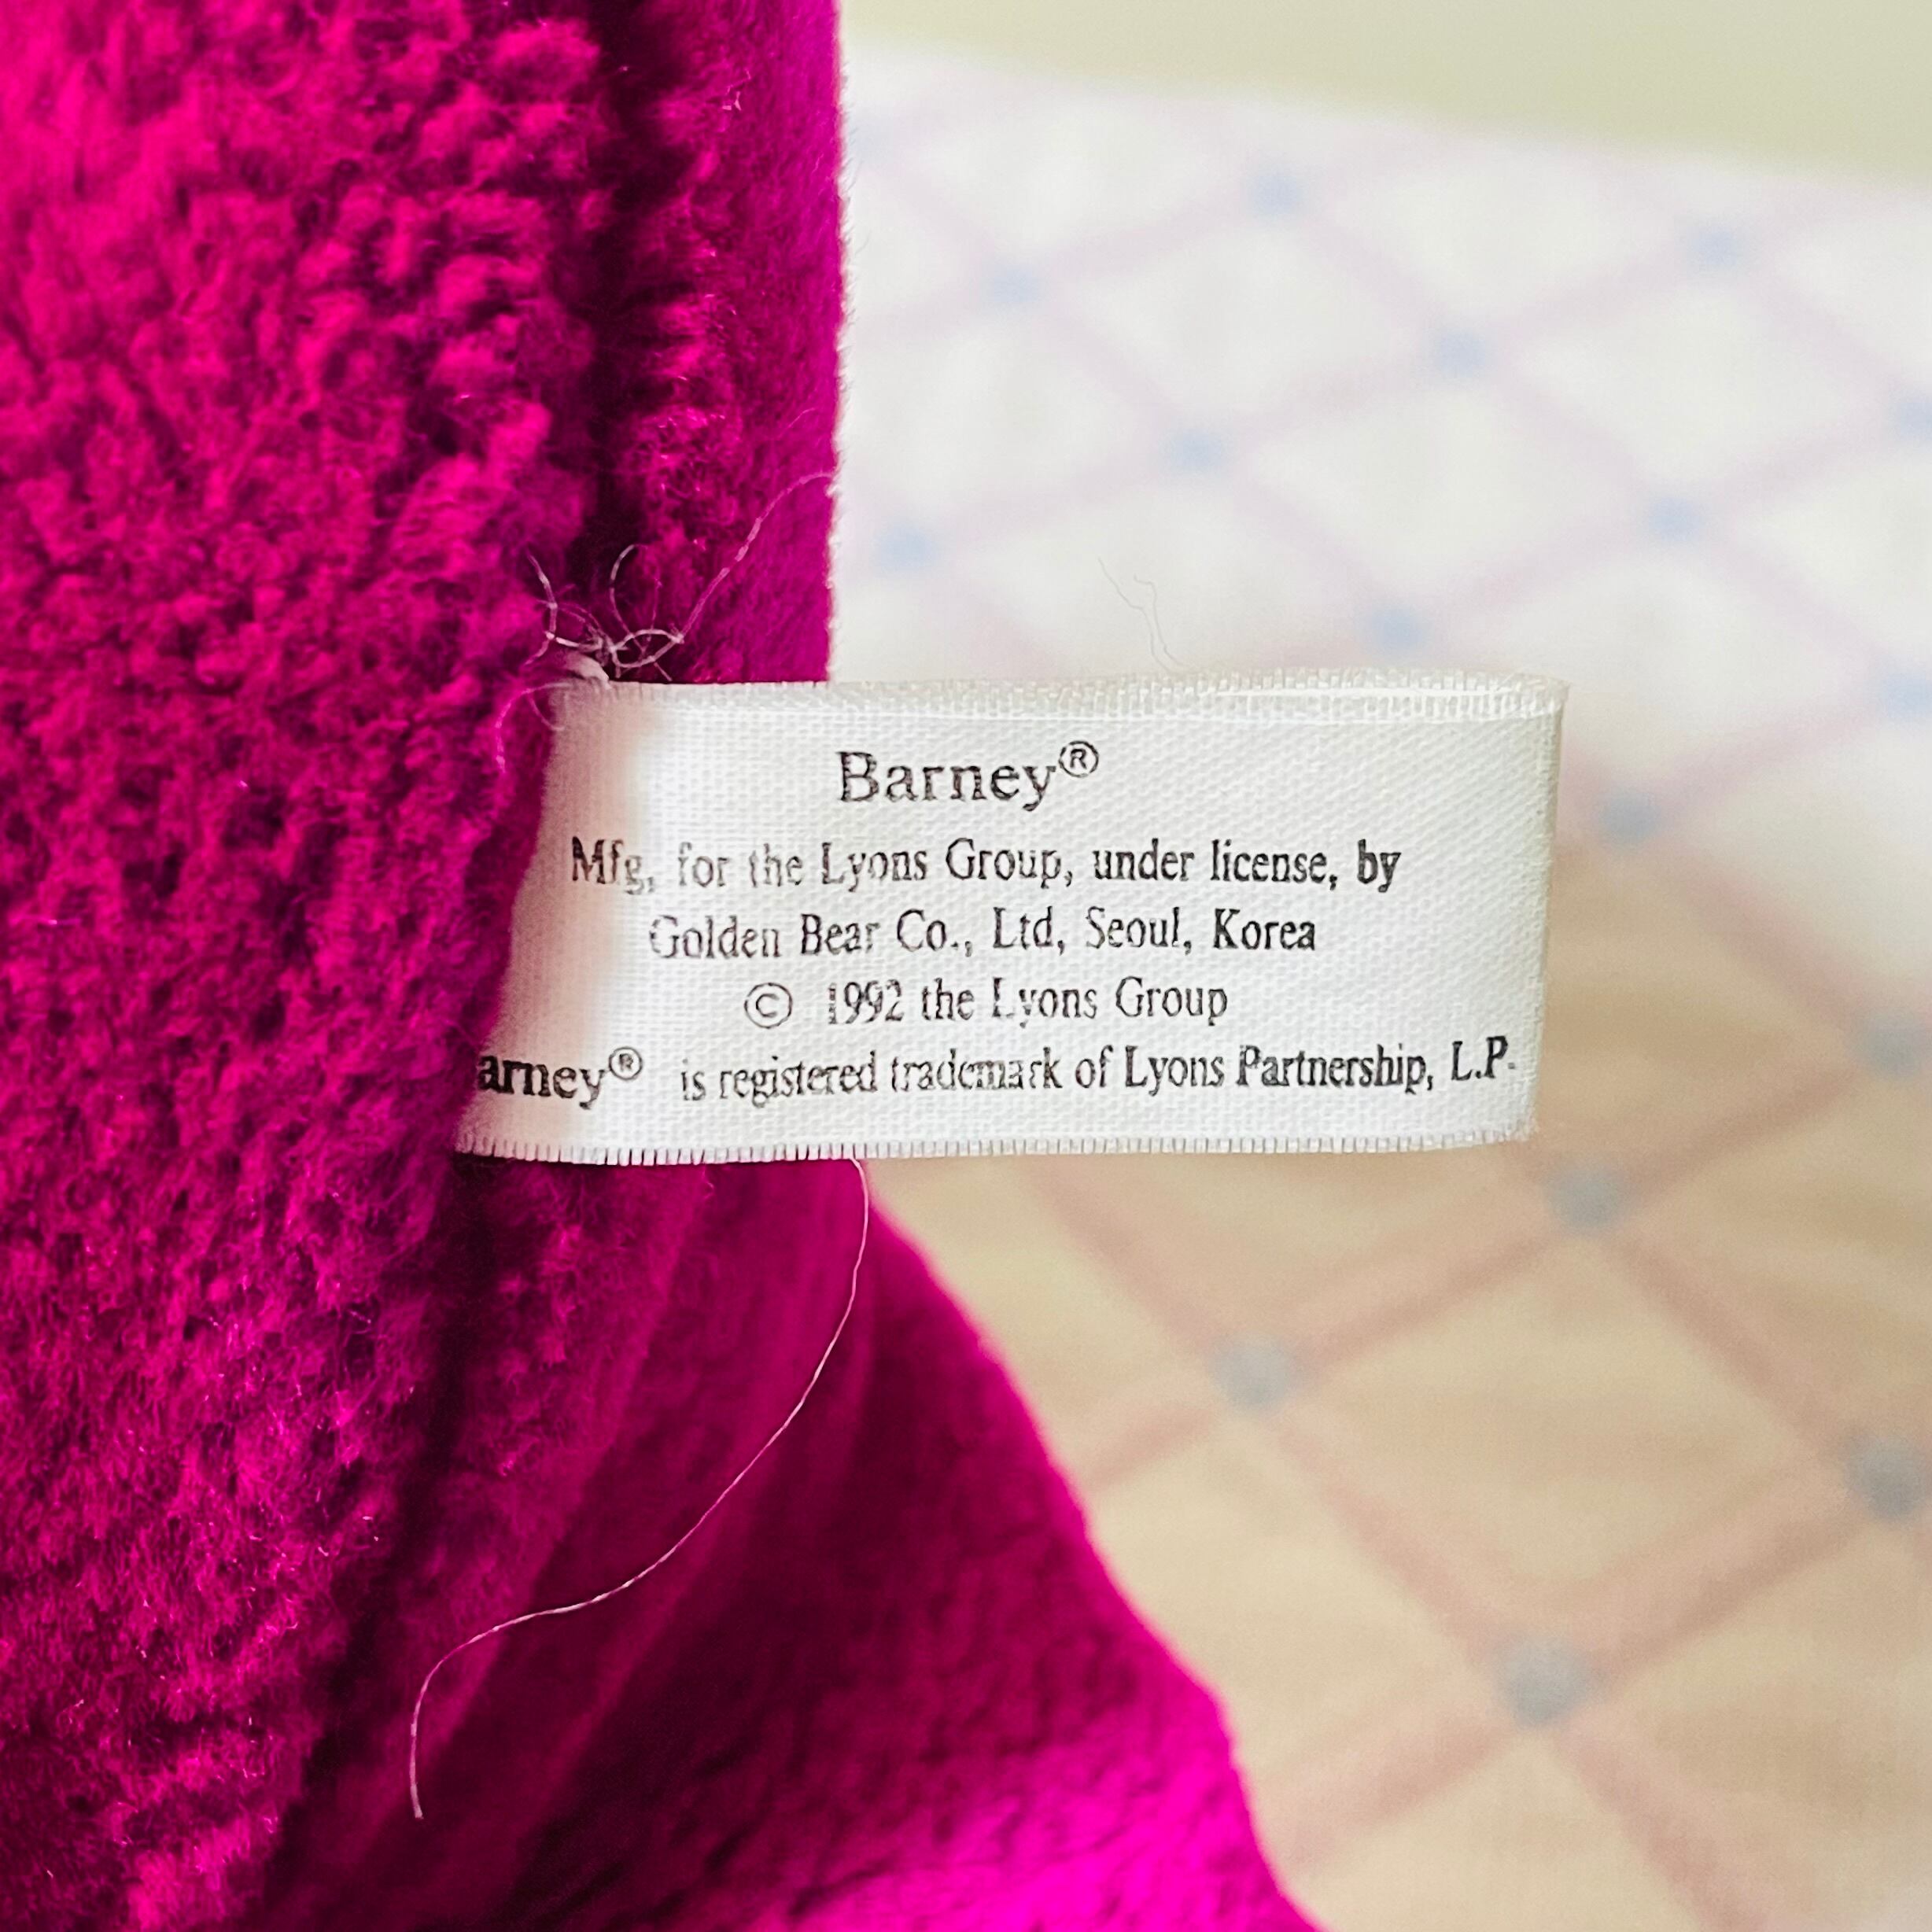 Barney®
Mfg, for the Lyons Group, under license, by
Golden Bear Co., Ltd, Seoul, Korea
© 1992 the Lyons Group
arney® is registered trademark of Lyons Partnership, L.P.